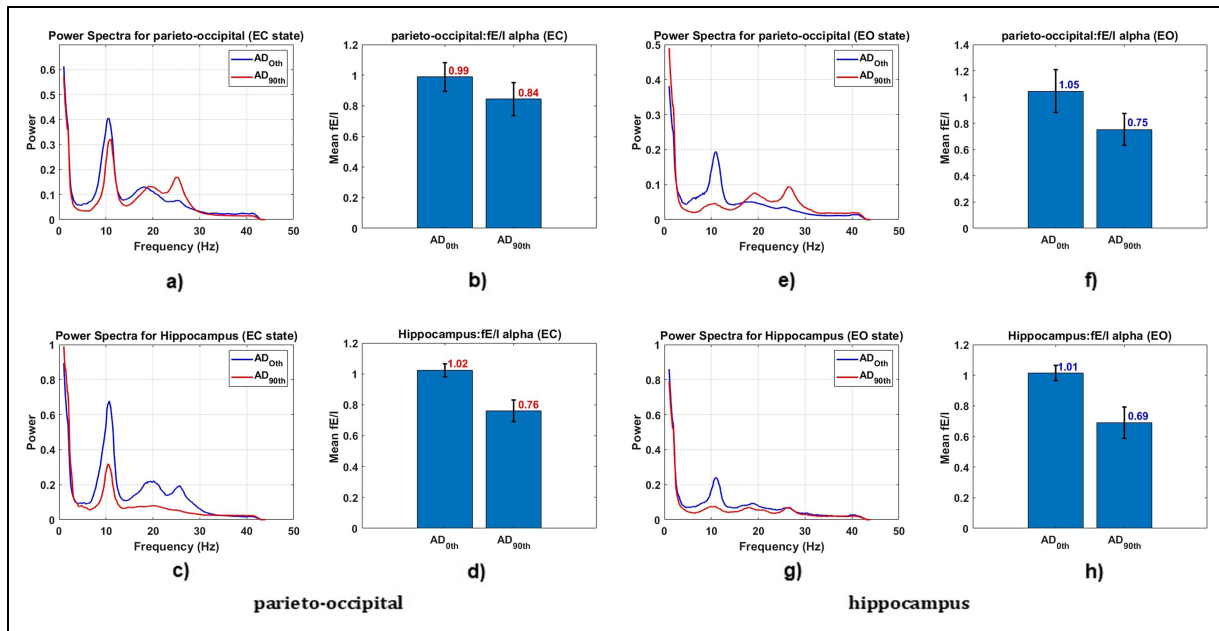 Power Spectra for parieto-occipital (EC state)
AD0th
AD90th
0.6
0.5
0.4
0.3
0.2
0.1
0
Power
0
10
20
30
40
50
Frequency (Hz)
a)
parieto-occipital:fE/I alpha (EC)
1.2
1
0.8
0.6
0.4
0.2
0
Mean fE/I
0.99
0.84
AD0th
AD90th
b)
Power Spectra for parieto-occipital (EO state)
AD0th
AD90th
0.5
0.4
0.3
0.2
0.1
0
Power
0
10
20
30
40
50
Frequency (Hz)
e)
parieto-occipital:fE/I alpha (EO)
1.4
1.2
1
0.8
0.6
0.4
0.2
0
Mean fE/I
1.05
0.75
AD0th
AD90th
f)
Power Spectra for Hippocampus (EC state)
AD0th
AD90th
1
0.8
0.6
0.4
0.2
0
Power
0
10
20
30
40
50
Frequency (Hz)
c)
Hippocampus:fE/I alpha (EC)
1.2
1
0.8
0.6
0.4
0.2
0
Mean fE/I
1.02
0.76
AD0th
AD90th
d)
Power Spectra for Hippocampus (EO state)
AD0th
AD90th
1
0.8
0.6
0.4
0.2
0
Power
0
10
20
30
40
50
Frequency (Hz)
g)
Hippocampus:fE/I alpha (EO)
1.2
1
0.8
0.6
0.4
0.2
0
Mean fE/I
1.01
0.69
AD0th
AD90th
h)
parieto-occipital
hippocampus